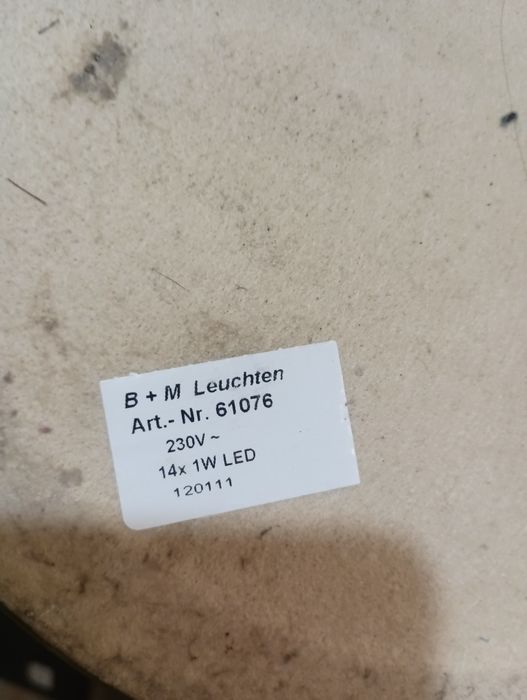 B + M Leuchten
Art.- Nr. 61076
230V ~
14x 1W LED
120111